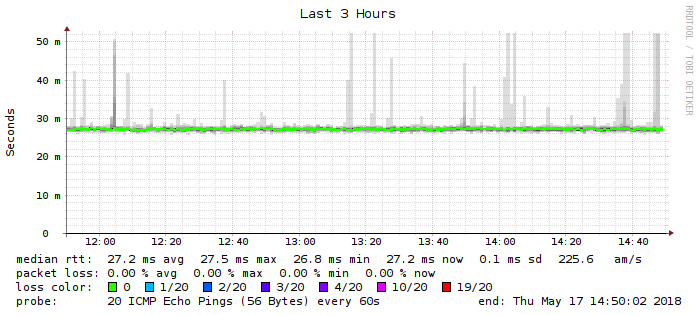 Last 3 Hours
RRDTOOL / TOBI OETIKER
Seconds
50 m
40 m
30 m
20 m
10 m
0
12:00 12:20 12:40 13:00 13:20 13:40 14:00 14:20 14:40
median rtt: 27.2 ms avg 27.5 ms max 26.8 ms min 27.2 ms now 0.1 ms sd 225.6 am/s
packet loss: 0.00 % avg 0.00 % max 0.00 % min 0.00 % now
loss color: 0 1/20 2/20 3/20 4/20 10/20 19/20
probe: 20 ICMP Echo Pings (56 Bytes) every 60s end: Thu May 17 14:50:02 2018